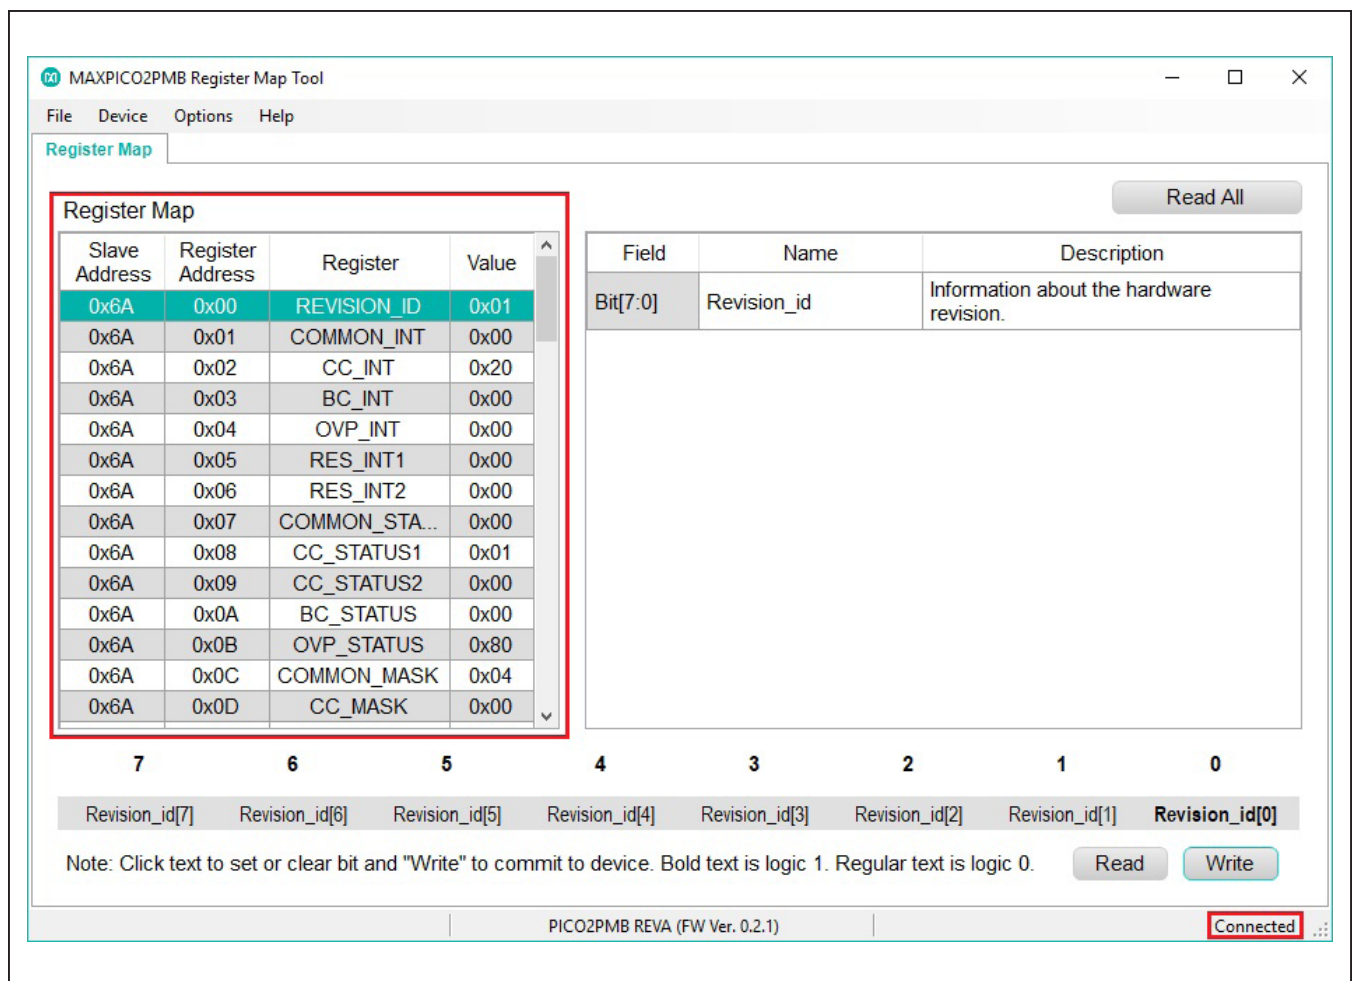 MAXPICO2PMB Register Map Tool
File Device Options Help
Register Map
Read All
Register Map
Slave Address Register Address Register Value
0x6A 0x00 REVISION_ID 0x01
0x6A 0x01 COMMON_INT 0x00
0x6A 0x02 CC_INT 0x20
0x6A 0x03 BC_INT 0x00
0x6A 0x04 OVP_INT 0x00
0x6A 0x05 RES_INT1 0x00
0x6A 0x06 RES_INT2 0x00
0x6A 0x07 COMMON_STA... 0x00
0x6A 0x08 CC_STATUS1 0x01
0x6A 0x09 CC_STATUS2 0x00
0x6A 0x0A BC_STATUS 0x00
0x6A 0x0B OVP_STATUS 0x80
0x6A 0x0C COMMON_MASK 0x04
0x6A 0x0D CC_MASK 0x00
Field Name Description
Bit[7:0] Revision_id Information about the hardware
revision.
7 6 5 4 3 2 1 0
Revision_id[7] Revision_id[6] Revision_id[5] Revision_id[4] Revision_id[3] Revision_id[2] Revision_id[1] Revision_id[0]
Note: Click text to set or clear bit and "Write" to commit to device. Bold text is logic 1. Regular text is logic 0. Read Write
PICO2PMB REVA (FW Ver. 0.2.1) Connected